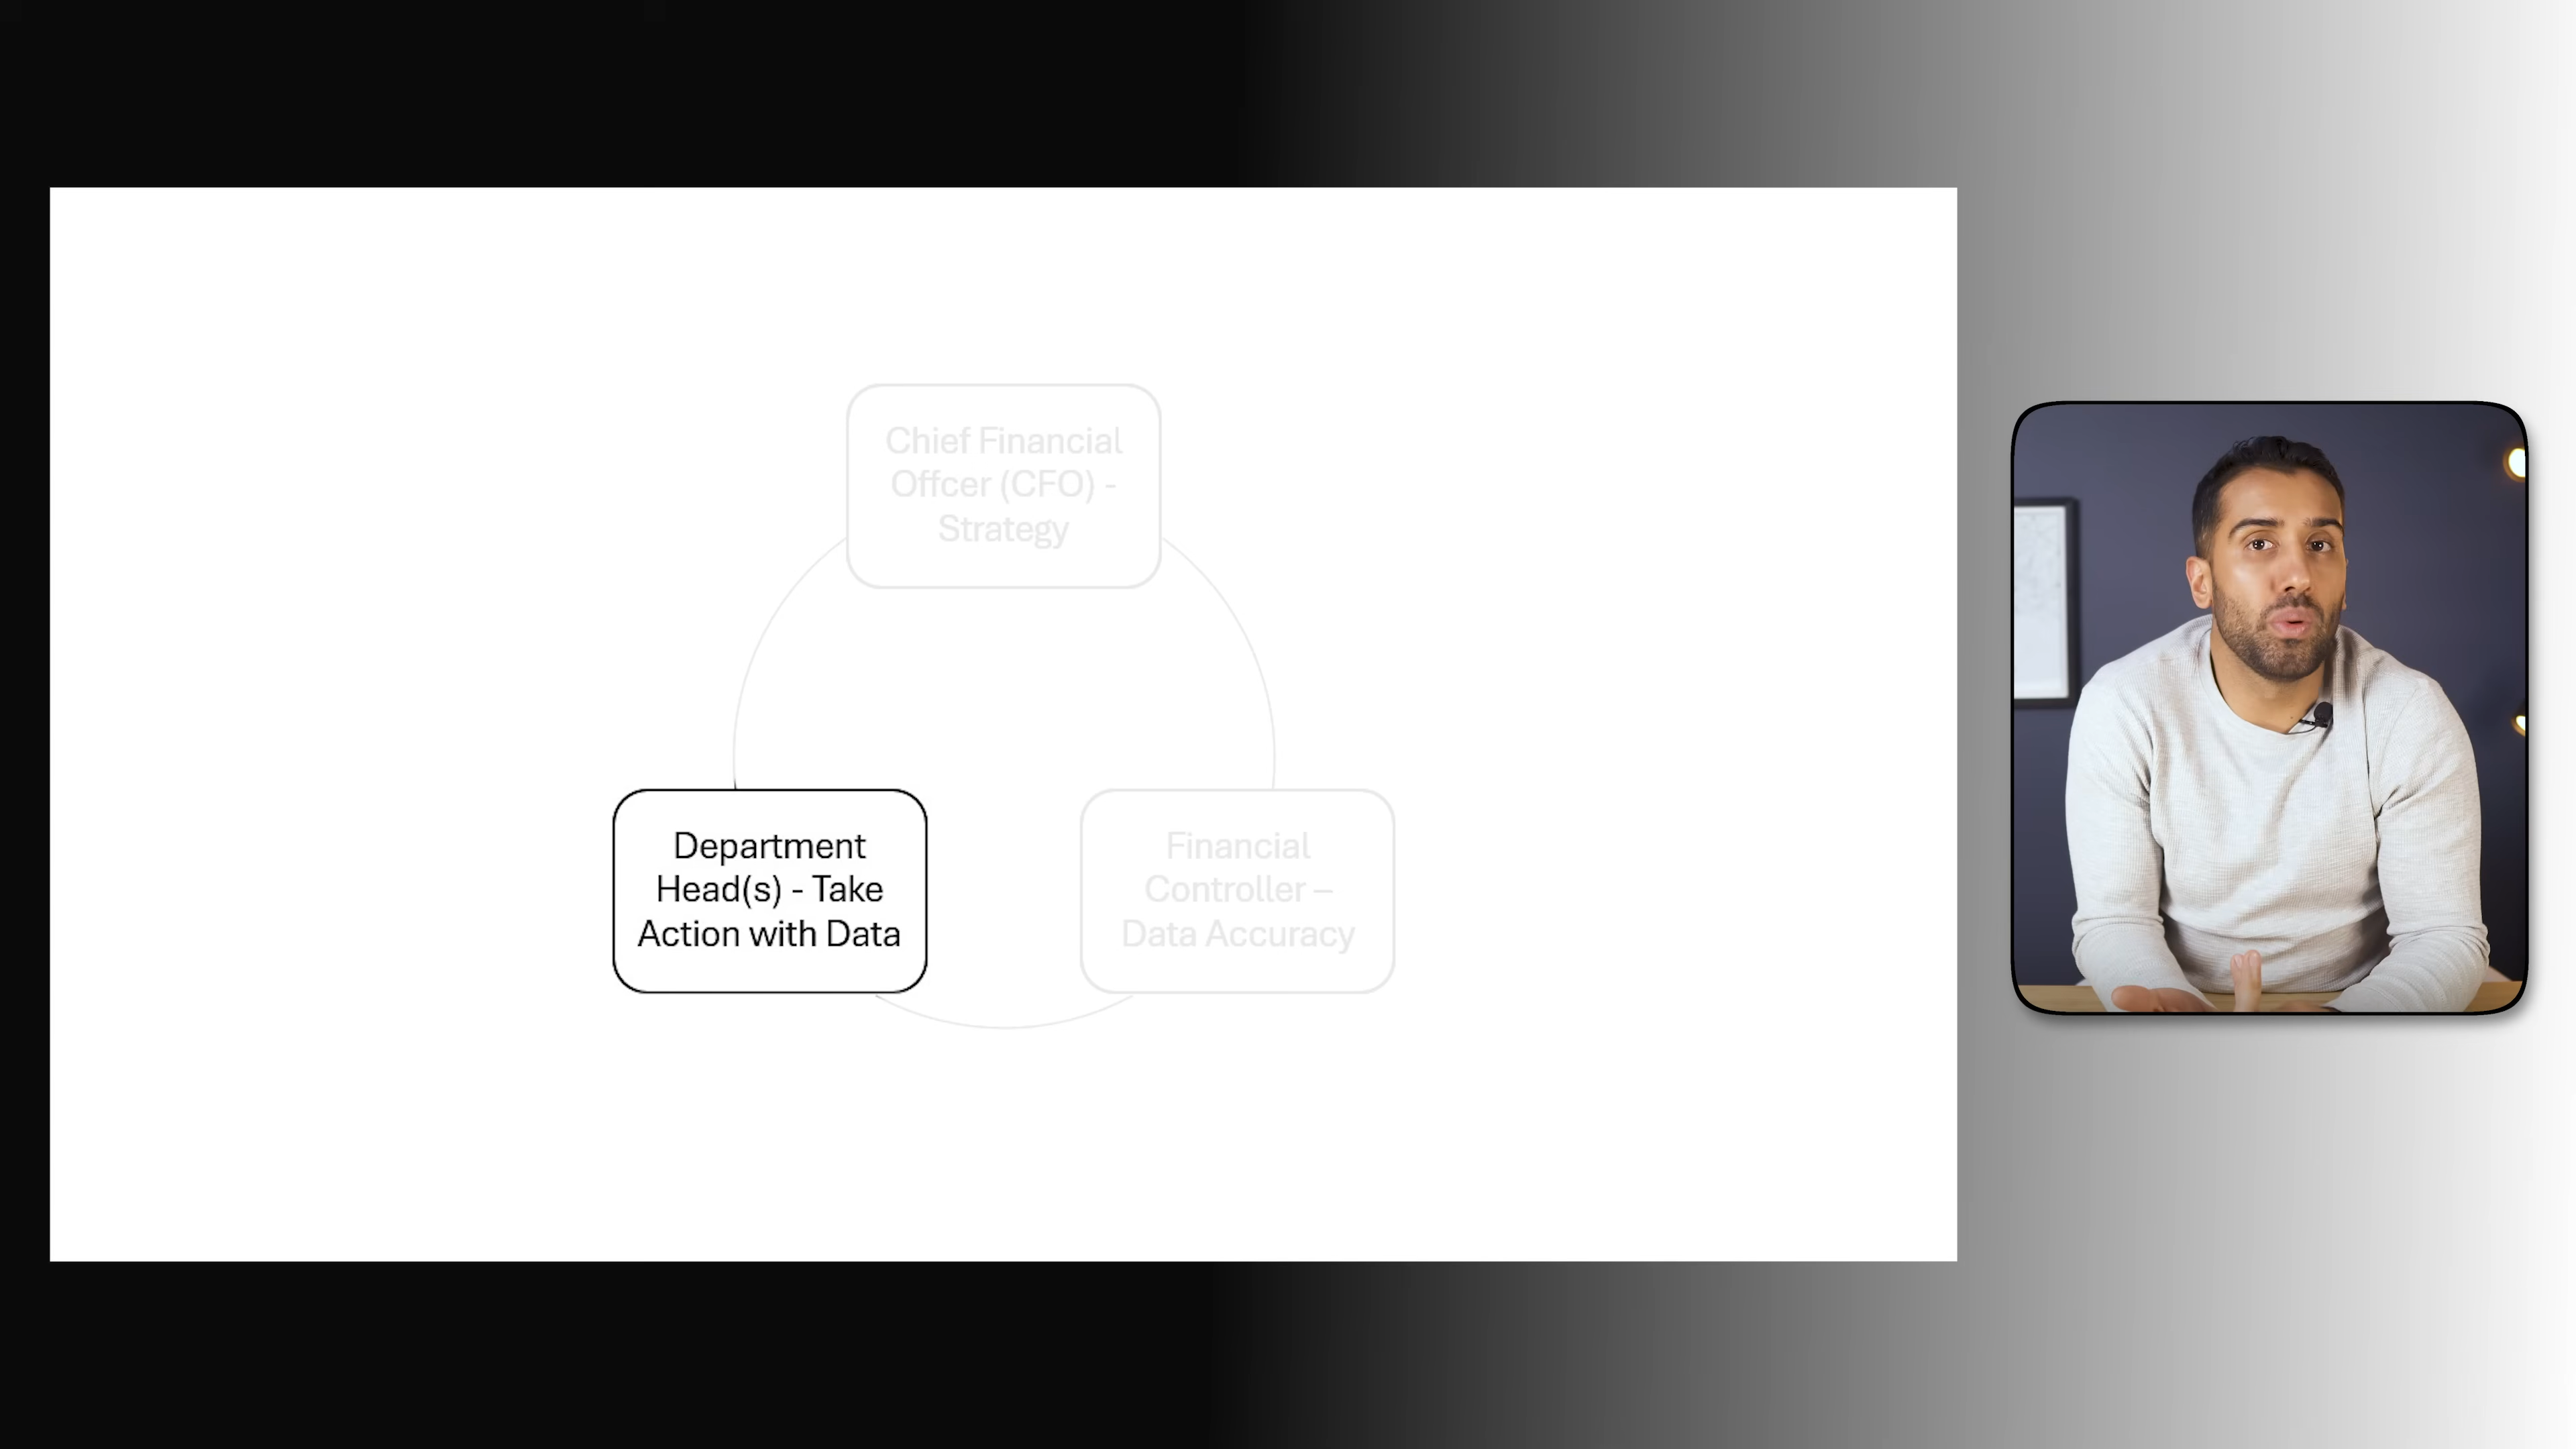 Chief Financial
Offcer (CFO) -
Strategy
Department
Head(s) - Take
Action with Data
Financial
Controller –
Data Accuracy